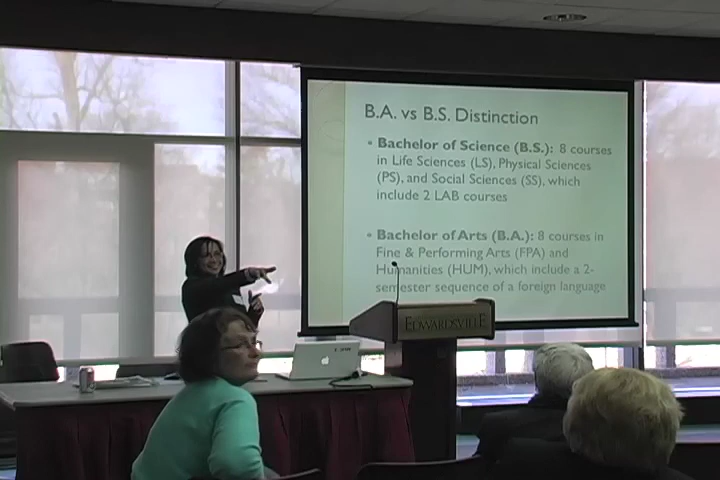 B.A. vs B.S. Distinction
• Bachelor of Science (B.S.): 8 courses
in Life Sciences (LS), Physical Sciences
(PS), and Social Sciences (SS), which
include 2 LAB courses
• Bachelor of Arts (B.A.): 8 courses in
Fine & Performing Arts (FPA) and
Humanities (HUM), which include a 2-
semester sequence of a foreign language
EDWARDSVILLE